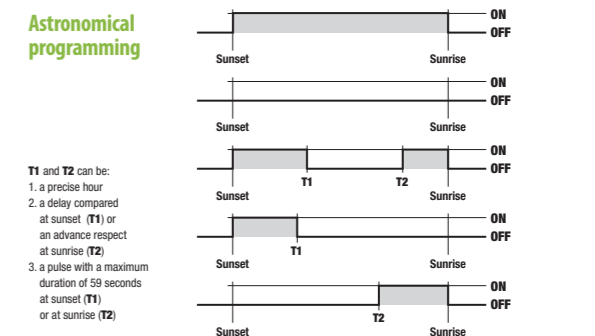 Astronomical
programming
ON
OFF
Sunset Sunrise
ON
OFF
Sunset Sunrise
ON
OFF
T1 T2
Sunset Sunrise
ON
OFF
T1
Sunset Sunrise
ON
OFF
T2
Sunset Sunrise
T1 and T2 can be:
1. a precise hour
2. a delay compared
at sunset (T1) or
an advance respect
at sunrise (T2)
3. a pulse with a maximum
duration of 59 seconds
at sunset (T1)
or at sunrise (T2)